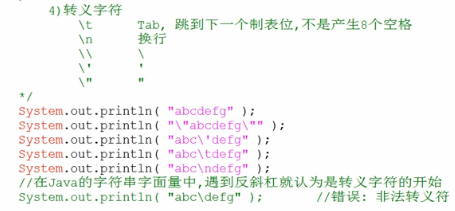 4)转义字符
\t Tab, 跳到下一个制表位,不是产生8个空格
\n 换行
\\ \
\' '
\" "
*/
System.out.println( "abcdefg" );
System.out.println( "\"abcdefg\"" );
System.out.println( "abc\'defg" );
System.out.println( "abc\tdefg" );
System.out.println( "abc\ndefg" );
//在Java的字符串字面量中,遇到反斜杠就认为是转义字符的开始
System.out.println( "abc\defg" ); //错误: 非法转义符